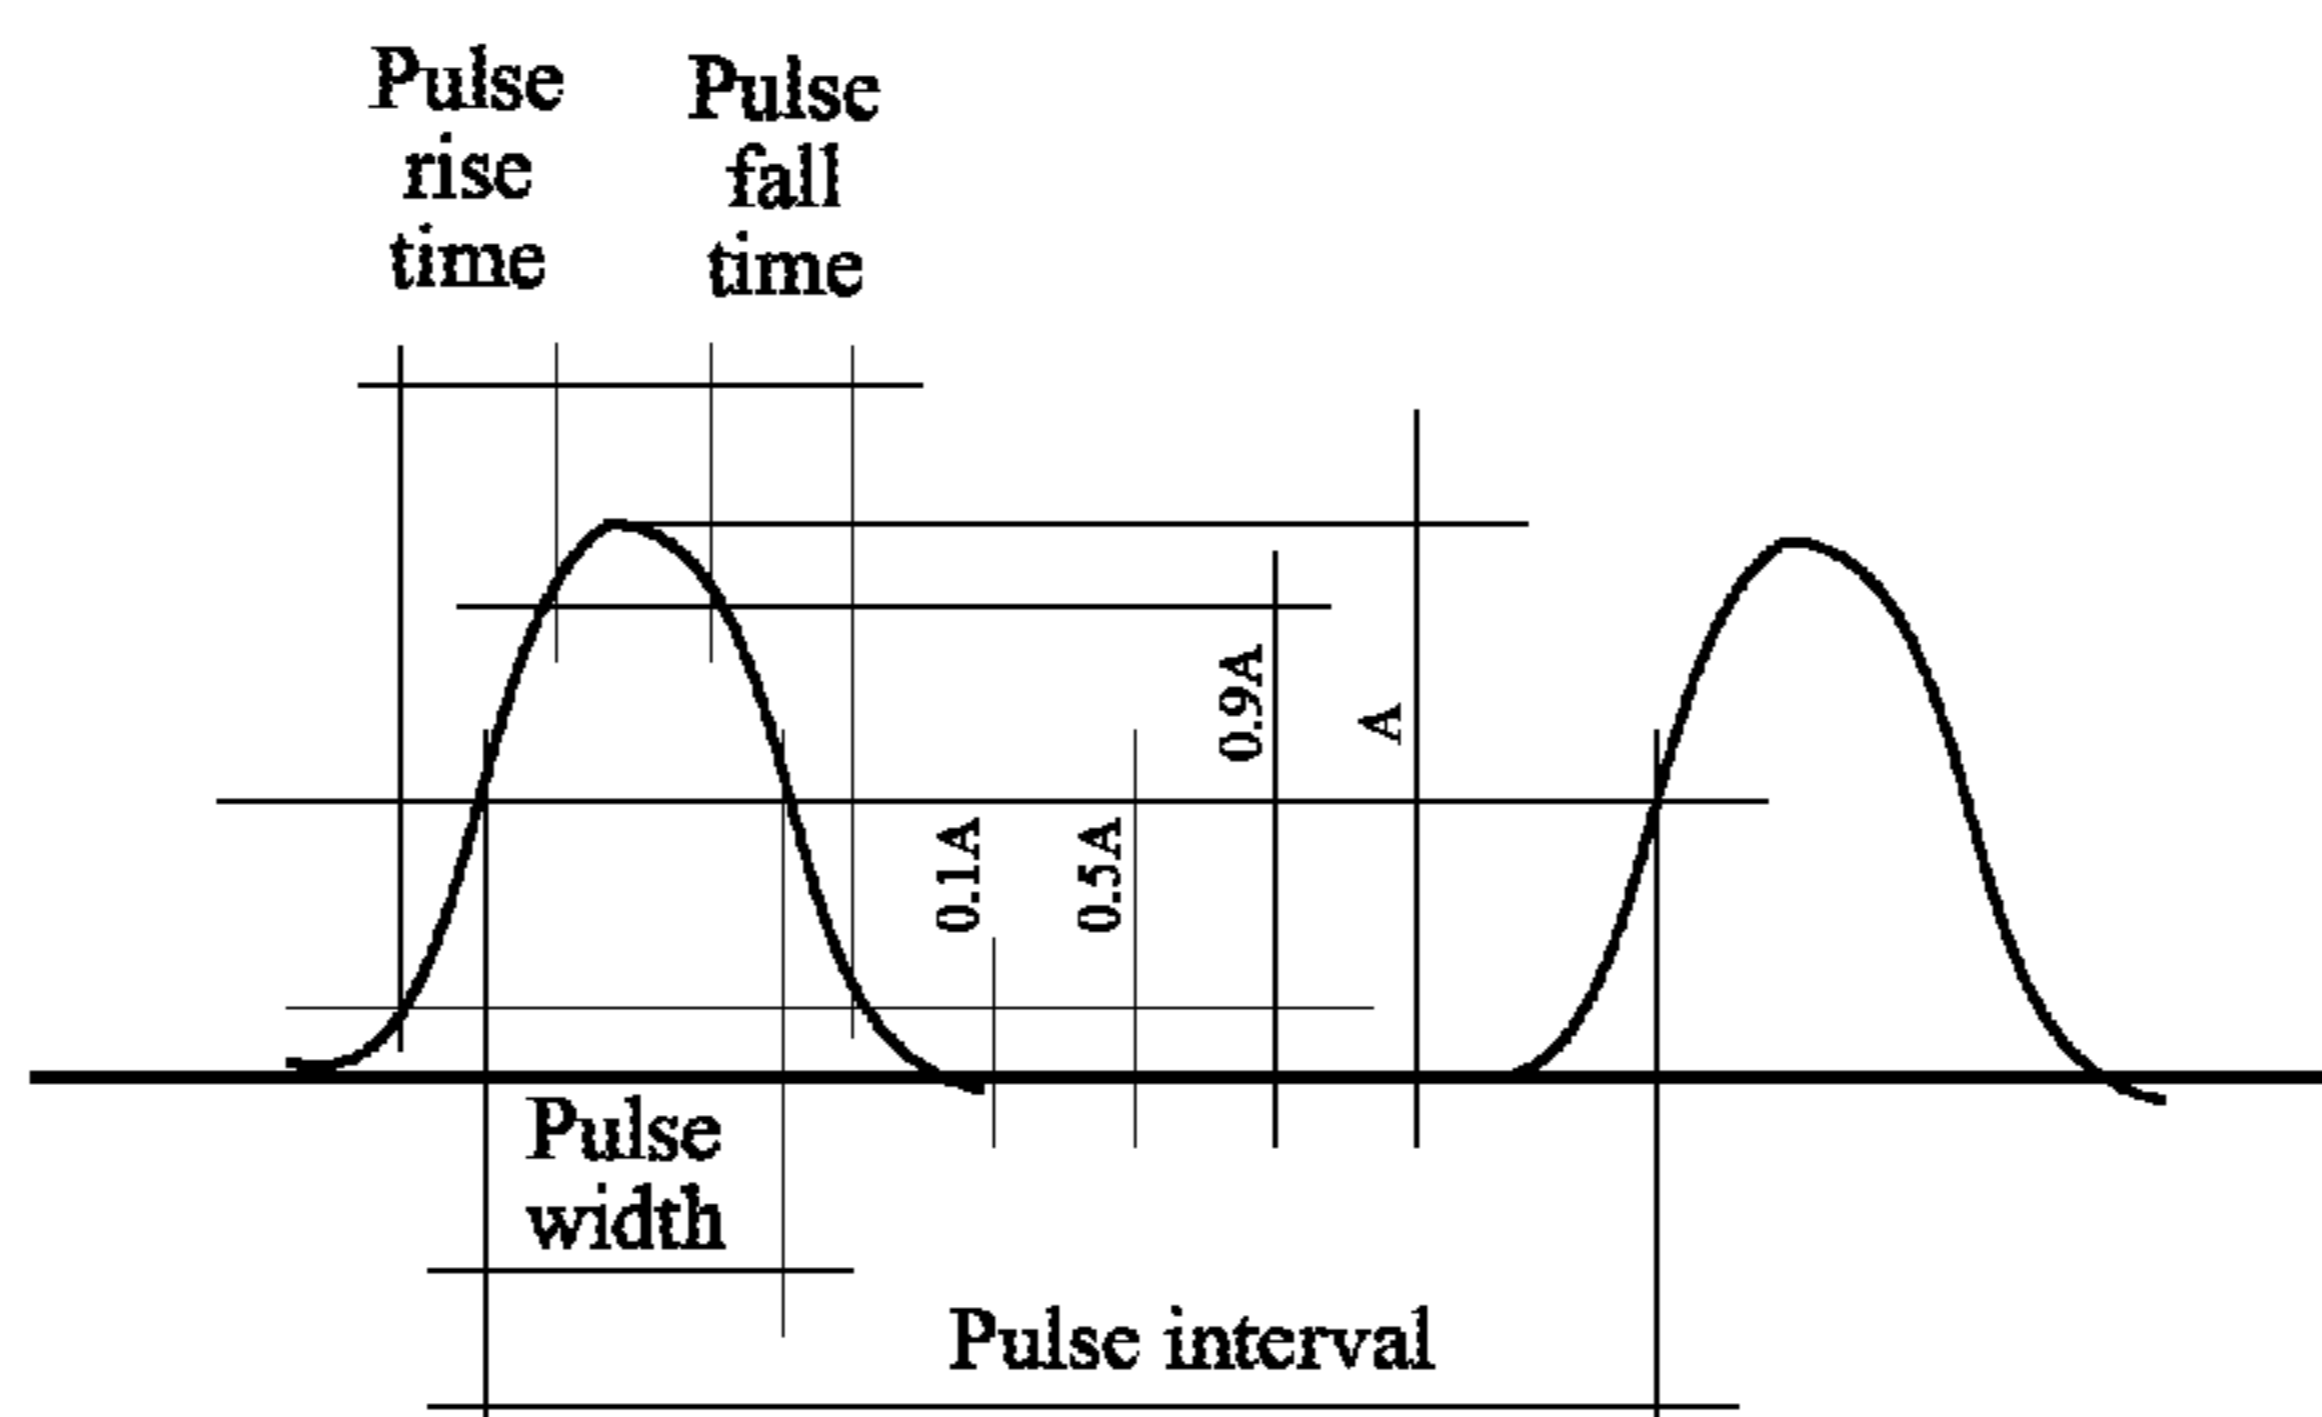 Pulse
rise
time
Pulse
fall
time
0.9A
A
0.1A
0.5A
Pulse
width
Pulse interval